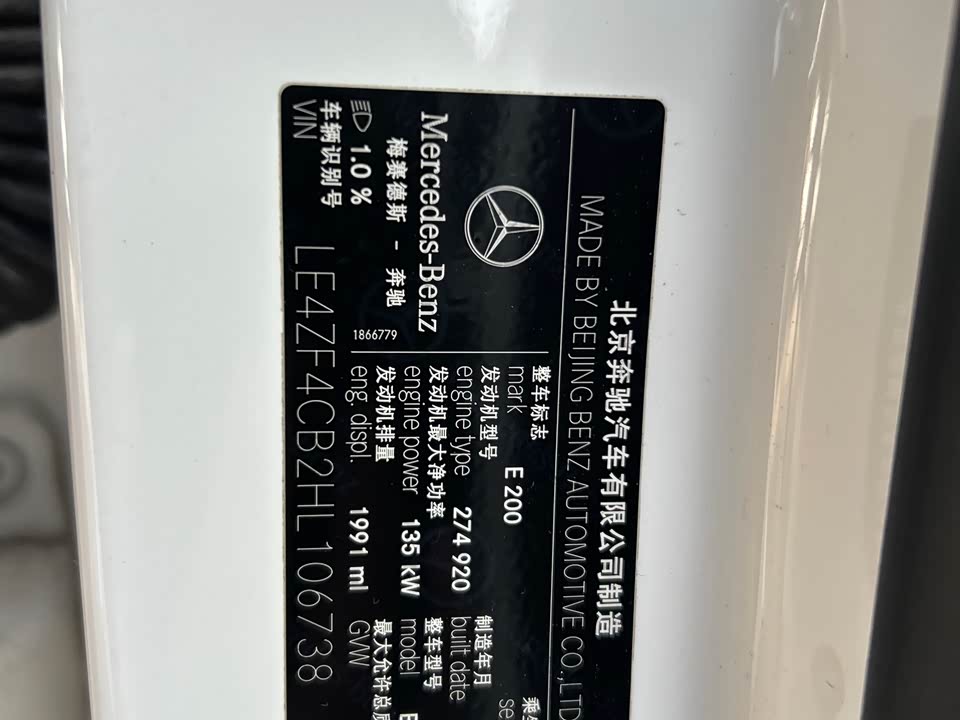 北京奔驰汽车有限公司制造
MADE BY BEIJING BENZ AUTOMOTIVE CO.,LTD
Mercedes-Benz
梅赛德斯 - 奔驰
1.0 %
1866779
整车标志
mark E 200
发动机型号
engine type 274 920
发动机最大净功率
engine power 135 kW
发动机排量
eng. displ. 1991 ml
制造年月
built date
整车型号
model
最大允许总质
GVW
车辆识别号
VIN LE4ZF4CB2HL106738